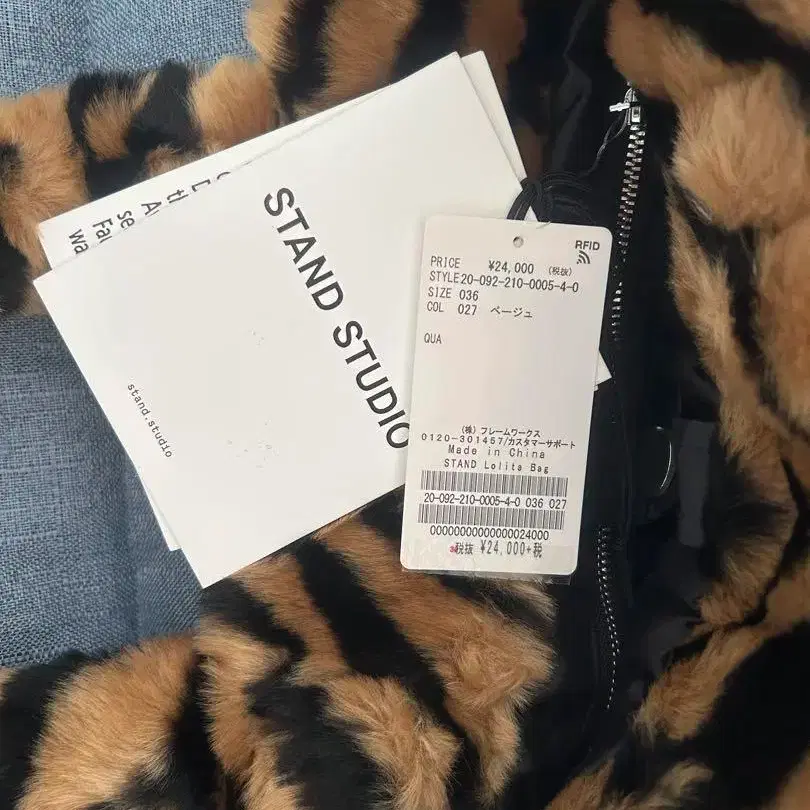 STAND STUDIO
stand.studio
RFID
PRICE ¥24,000 (税抜)
STYLE20-092-210-0005-4-0
SIZE 036
COL 027 ベージュ
QUA
(株) フレームワークス
0120-301457/カスタマーサポート
Made in China
STAND Lolita Bag
20-092-210-0005-4-0 036 027
税抜 ¥24,000+税